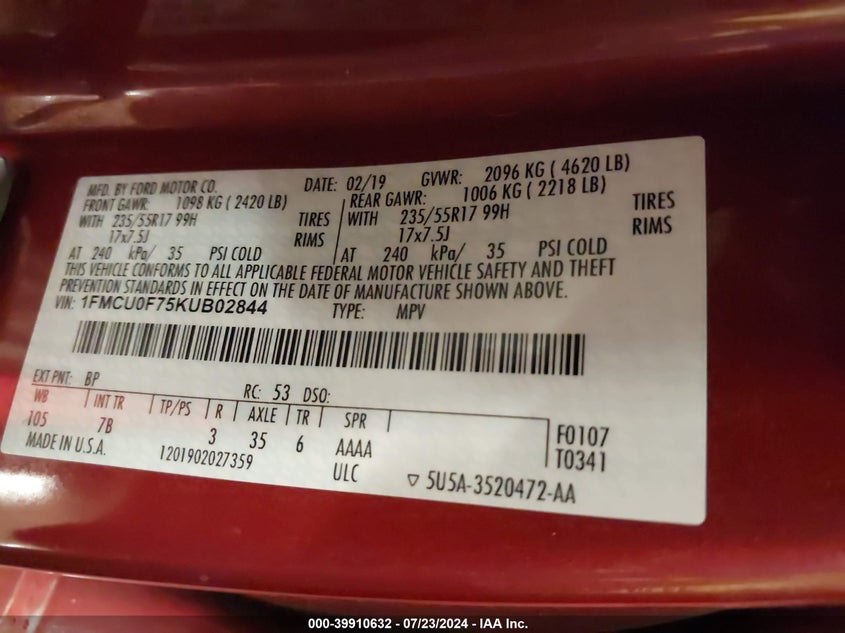 MFD. BY FORD MOTOR CO. DATE: 02/19 GVWR: 2096 KG ( 4620 LB)
FRONT GAWR: 1098 KG ( 2420 LB) REAR GAWR: 1006 KG ( 2218 LB)
WITH 235/55R17 99H TIRES WITH 235/55R17 99H TIRES
17x7.5J RIMS 17x7.5J RIMS
AT 240 kPa/ 35 PSI COLD AT 240 kPa/ 35 PSI COLD
THIS VEHICLE CONFORMS TO ALL APPLICABLE FEDERAL MOTOR VEHICLE SAFETY AND THEFT
PREVENTION STANDARDS IN EFFECT ON THE DATE OF MANUFACTURE SHOWN ABOVE.
VIN: 1FMCU0F75KUB02844 TYPE: MPV
EXT PNT: BP RC: 53 DSO:
WB INT TR TP/PS R AXLE TR SPR
105 7B 3 35 6 AAAA F0107
MADE IN U.S.A. 1201902027359 ULC T0341
▽ 5U5A-3520472-AA
000-39910632 / 07/23/2024 - IAA Inc.